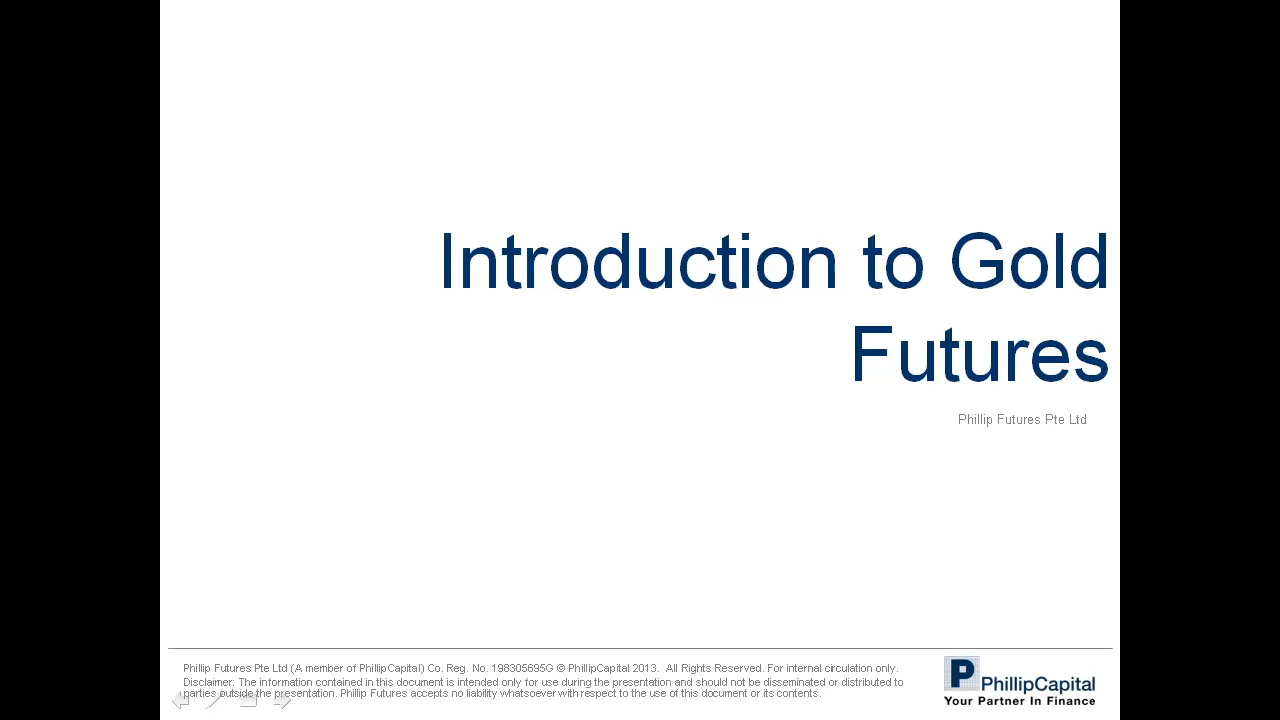 Introduction to Gold
Futures
Phillip Futures Pte Ltd
Phillip Futures Pte Ltd (A member of PhillipCapital) Co. Reg. No. 198305695G © PhillipCapital 2013. All Rights Reserved. For internal circulation only.
Disclaimer: The information contained in this document is intended only for use during the presentation and should not be disseminated or distributed to
parties outside presentation. Phillip Futures accepts no liability whatsoever with respect to the use of this document or its contents.
P PhillipCapital
Your Partner In Finance